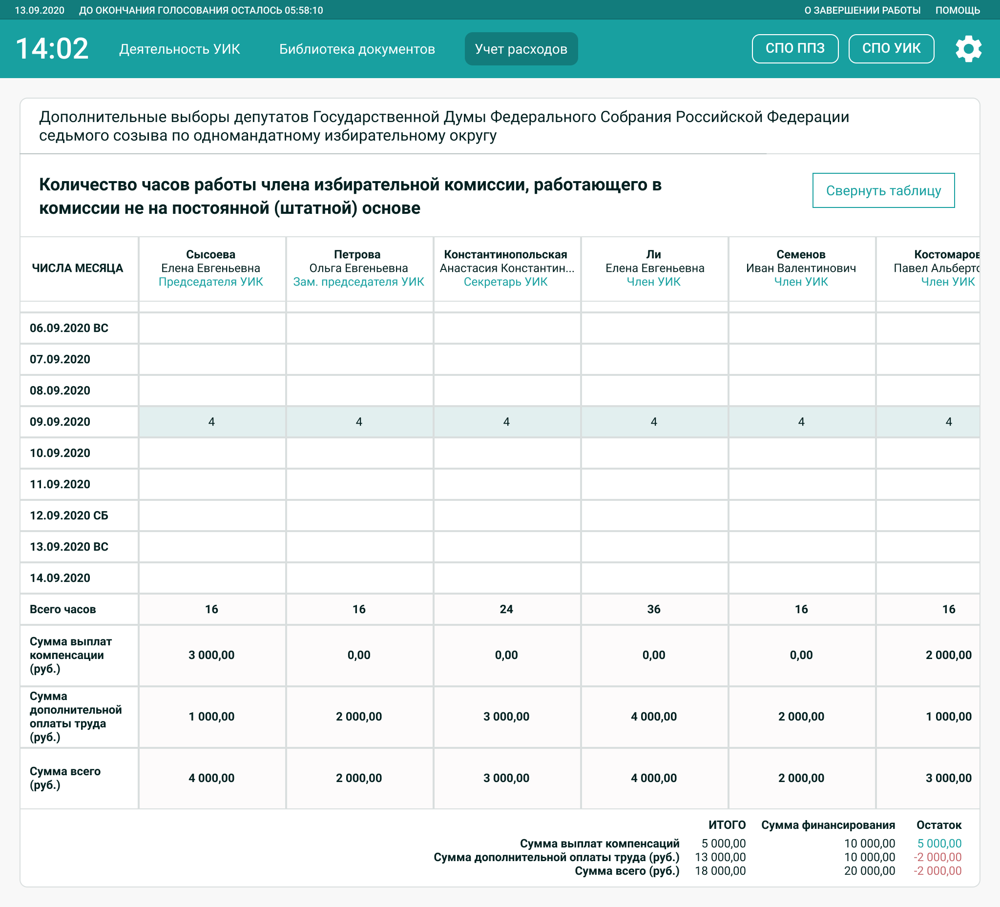 13.09.2020 ДО ОКОНЧАНИЯ ГОЛОСОВАНИЯ ОСТАЛОСЬ 05:58:10 О ЗАВЕРШЕНИИ РАБОТЫ ПОМОЩЬ
14:02 Деятельность УИК Библиотека документов Учет расходов СПО ППЗ СПО УИК
Дополнительные выборы депутатов Государственной Думы Федерального Собрания Российской Федерации
седьмого созыва по одномандатному избирательному округу
Количество часов работы члена избирательной комиссии, работающего в
комиссии не на постоянной (штатной) основе
Свернуть таблицу
ЧИСЛА МЕСЯЦА
Сысоева
Елена Евгеньевна
Председателя УИК
Петрова
Ольга Евгеньевна
Зам. председателя УИК
Константинопольская
Анастасия Константин...
Секретарь УИК
Ли
Елена Евгеньевна
Член УИК
Семенов
Иван Валентинович
Член УИК
Костомаров
Павел Альберто
Член УИК
06.09.2020 ВС
07.09.2020
08.09.2020
09.09.2020 4 4 4 4 4 4
10.09.2020
11.09.2020
12.09.2020 СБ
13.09.2020 ВС
14.09.2020
Всего часов 16 16 24 36 16 16
Сумма выплат
компенсации
(руб.)
3 000,00 0,00 0,00 0,00 0,00 2 000,00
Сумма
дополнительной
оплаты труда
(руб.)
1 000,00 2 000,00 3 000,00 4 000,00 2 000,00 1 000,00
Сумма всего
(руб.)
4 000,00 2 000,00 3 000,00 4 000,00 2 000,00 3 000,00
ИТОГО Сумма финансирования Остаток
Сумма выплат компенсаций 5 000,00 10 000,00 5 000,00
Сумма дополнительной оплаты труда (руб.) 13 000,00 10 000,00 -2 000,00
Сумма всего (руб.) 18 000,00 20 000,00 -2 000,00